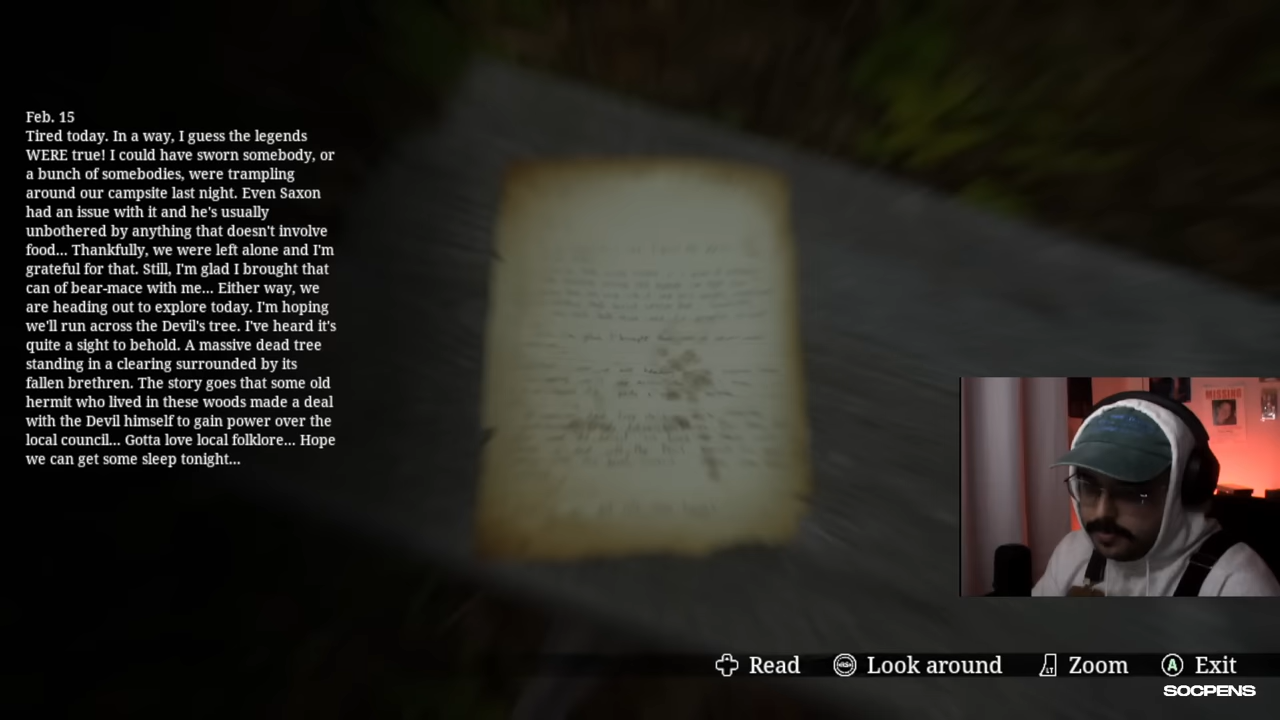 Feb. 15
Tired today. In a way, I guess the legends
WERE true! I could have sworn somebody, or
a bunch of somebodies, were trampling
around our campsite last night. Even Saxon
had an issue with it and he's usually
unbothered by anything that doesn't involve
food... Thankfully, we were left alone and I'm
grateful for that. Still, I'm glad I brought that
can of bear-mace with me... Either way, we
are heading out to explore today. I'm hoping
we'll run across the Devil's tree. I've heard it's
quite a sight to behold. A massive dead tree
standing in a clearing surrounded by its
fallen brethren. The story goes that some old
hermit who lived in these woods made a deal
with the Devil himself to gain power over the
local council... Gotta love local folklore... Hope
we can get some sleep tonight...
MISSING
Read
Look around
LT
Zoom
A
Exit
SOCPENS